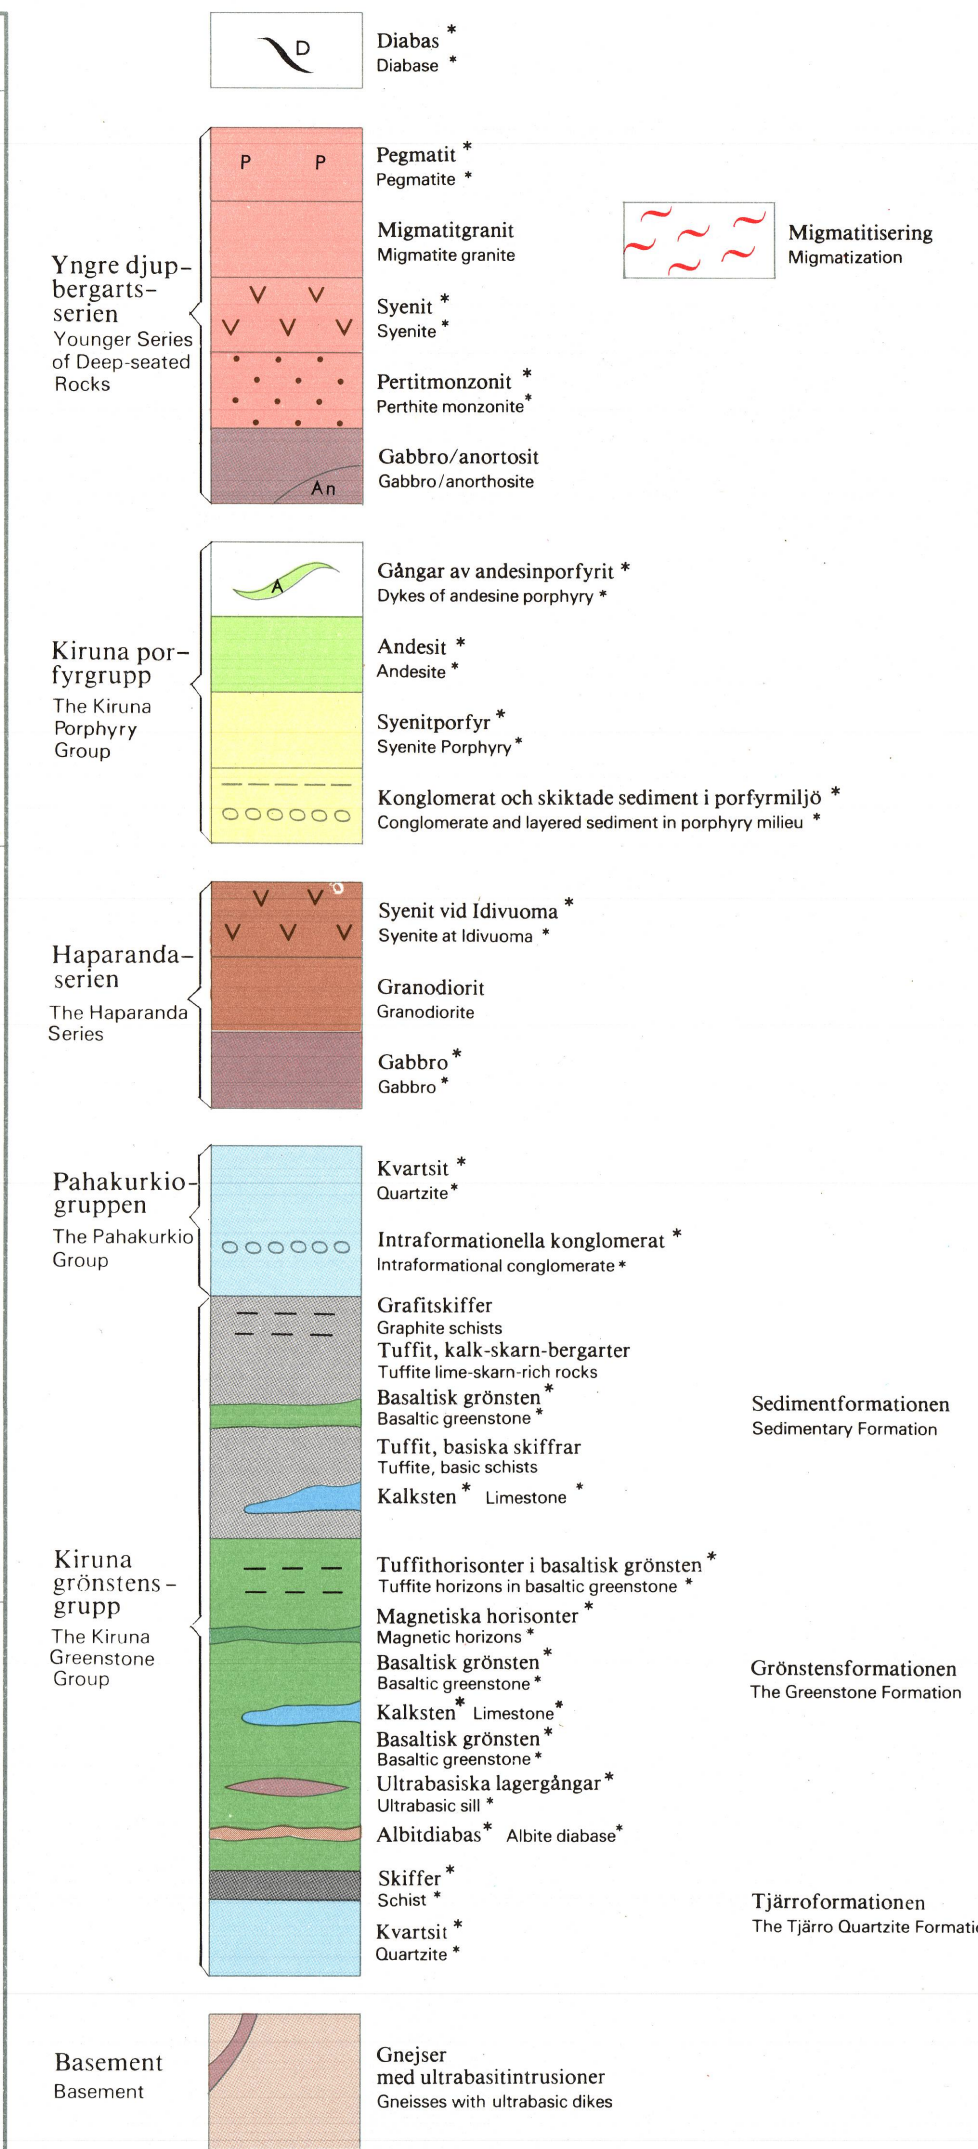 D
Diabas *
Diabase *
Yngre djup-
bergarts-
serien
Younger Series
of Deep-seated
Rocks
P P
Pegmatit *
Pegmatite *
Migmatitgranit
Migmatite granite
Migmatitisering
Migmatization
Syenit *
Syenite *
Pertitmonzonit *
Perthite monzonite *
Gabbro/anortosit
Gabbro/anorthosite
An
Kiruna por-
fyrgrupp
The Kiruna
Porphyry
Group
A
Gångar av andesinporfyrit *
Dykes of andesine porphyry *
Andesit *
Andesite *
Syenitporfyr *
Syenite Porphyry *
Konglomerat och skiktade sediment i porfyrmiljö *
Conglomerate and layered sediment in porphyry milieu *
Haparanda-
serien
The Haparanda
Series
Syenit vid Idivuoma *
Syenite at Idivuoma *
Granodiorit
Granodiorite
Gabbro *
Gabbro *
Pahakurkio-
gruppen
The Pahakurkio
Group
Kvartsit *
Quartzite *
Intraformationella konglomerat *
Intraformational conglomerate *
Kiruna
grönstens-
grupp
The Kiruna
Greenstone
Group
Grafitskiffer
Graphite schists
Tuffit, kalk-skarn-bergarter
Tuffite lime-skarn-rich rocks
Basaltisk grönsten *
Basaltic greenstone *
Tuffit, basiska skiffrar
Tuffite, basic schists
Kalksten * Limestone *
Sedimentformationen
Sedimentary Formation
Tuffithorisonter i basaltisk grönsten *
Tuffite horizons in basaltic greenstone *
Magnetiska horisonter *
Magnetic horizons *
Basaltisk grönsten *
Basaltic greenstone *
Kalksten * Limestone *
Basaltisk grönsten *
Basaltic greenstone *
Ultrabasiska lagergångar *
Ultrabasic sill *
Albitdiabas * Albite diabase *
Grönstensformationen
The Greenstone Formation
Skiffer *
Schist *
Kvartsit *
Quartzite *
Tjärroformationen
The Tjärro Quartzite Formati
Basement
Basement
Gnejser
med ultrabasitintrusioner
Gneisses with ultrabasic dikes